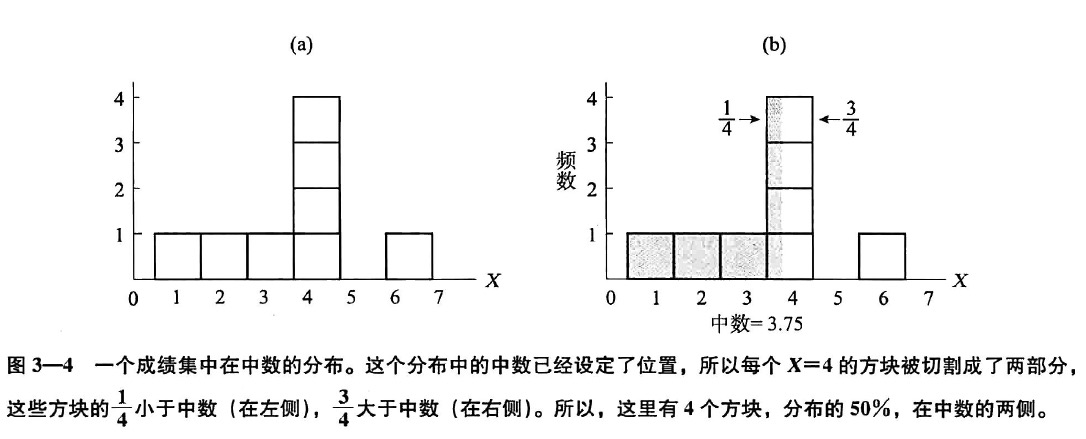 (a)
4
3
2
1
0 1 2 3 4 5 6 7 X
(b)
频数
4
3
2
1
1/4 3/4
0 1 2 3 4 5 6 7 X
中数= 3.75
图 3—4 一个成绩集中在中数的分布。这个分布中的中数已经设定了位置，所以每个 X=4 的方块被切割成了两部分，
这些方块的1/4小于中数（在左侧），3/4大于中数（在右侧）。所以，这里有 4 个方块，分布的 50%，在中数的两侧。